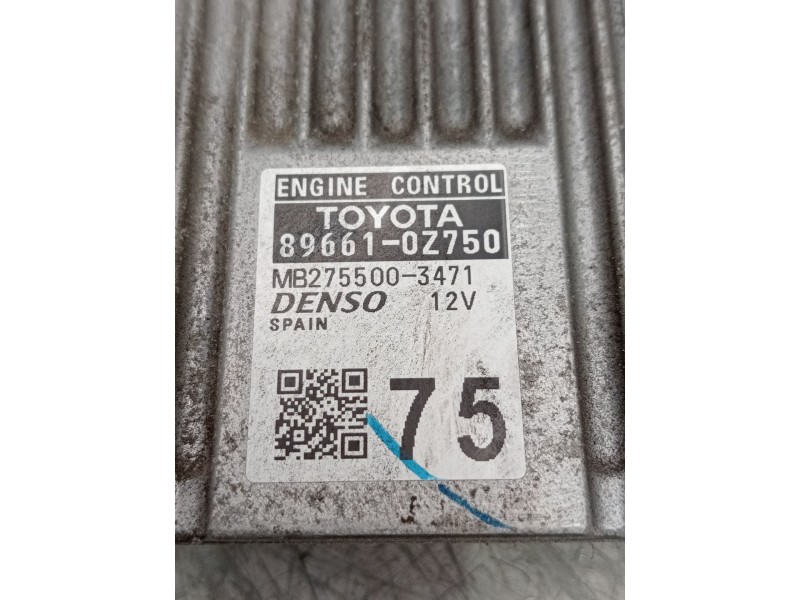 ENGINE CONTROL
TOYOTA
89661-0Z750
MB275500-3471
DENSO 12V
SPAIN
75